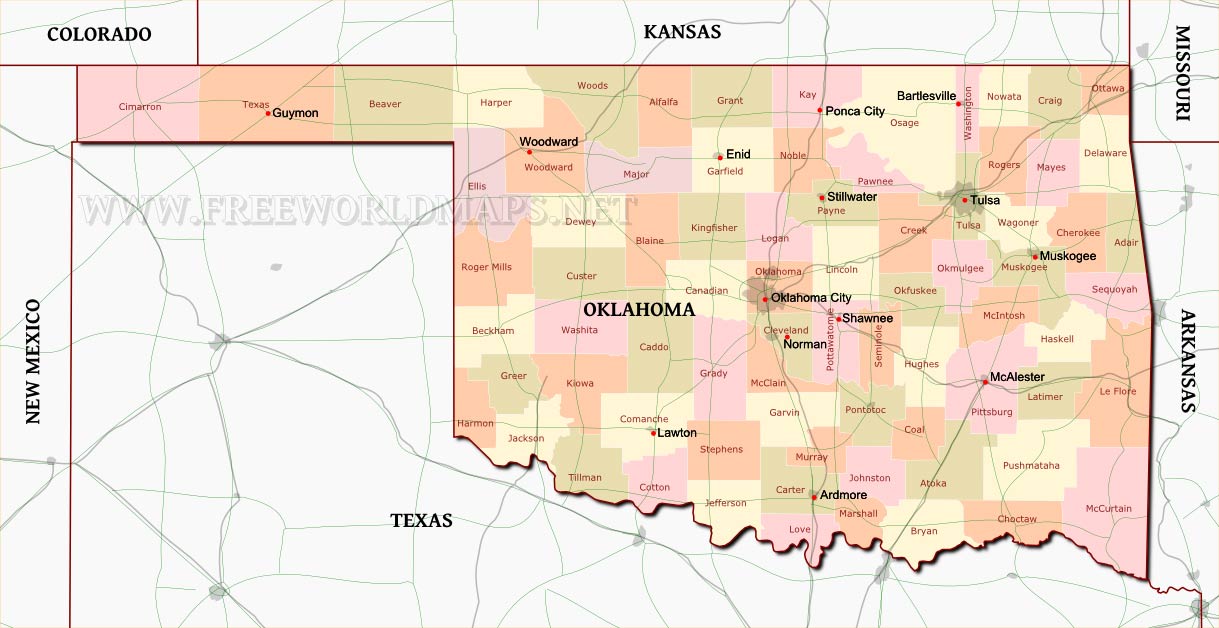 COLORADO
KANSAS
MISSOURI
Cimarron
Texas
Guymon
Beaver
Harper
Woods
Alfalfa
Grant
Kay
Ponca City
Osage
Bartlesville
Washington
Nowata
Craig
Ottawa
Woodward
Woodward
Ellis
Major
Enid
Garfield
Noble
Pawnee
Rogers
Mayes
Delaware
WWW.FREEWORLDMAPS.NET
Dewey
Blaine
Kingfisher
Logan
Stillwater
Payne
Creek
Tulsa
Tulsa
Wagoner
Cherokee
Adair
Roger Mills
Custer
Canadian
Oklahoma
Lincoln
Okmulgee
Muskogee
Muskogee
Okfuskee
Sequoyah
OKLAHOMA
Oklahoma City
NEW MEXICO
Beckham
Washita
Caddo
Cleveland
Norman
Pottawatomie
Shawnee
Seminole
McIntosh
Haskell
ARKANSAS
Greer
Kiowa
Grady
McClain
Hughes
McAlester
Pittsburg
Latimer
Le Flore
Harmon
Jackson
Comanche
Lawton
Garvin
Pontotoc
Coal
Stephens
Murray
Pushmataha
Tillman
Cotton
Carter
Ardmore
Johnston
Atoka
TEXAS
Jefferson
Love
Marshall
Bryan
Choctaw
McCurtain